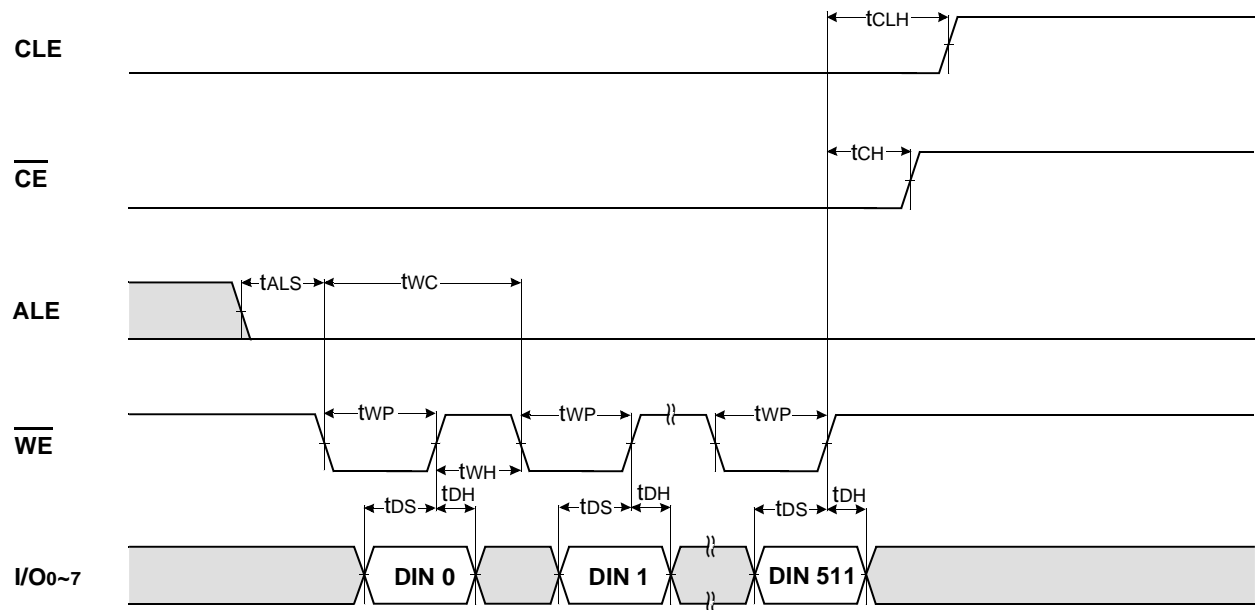 tCLH
CLE
tCH
CE
tALS
tWC
ALE
tWP
tWP
tWP
WE
tWH
tDH
tDS
tDH
tDS
tDH
tDS
I/O0~7
DIN 0
DIN 1
DIN 511